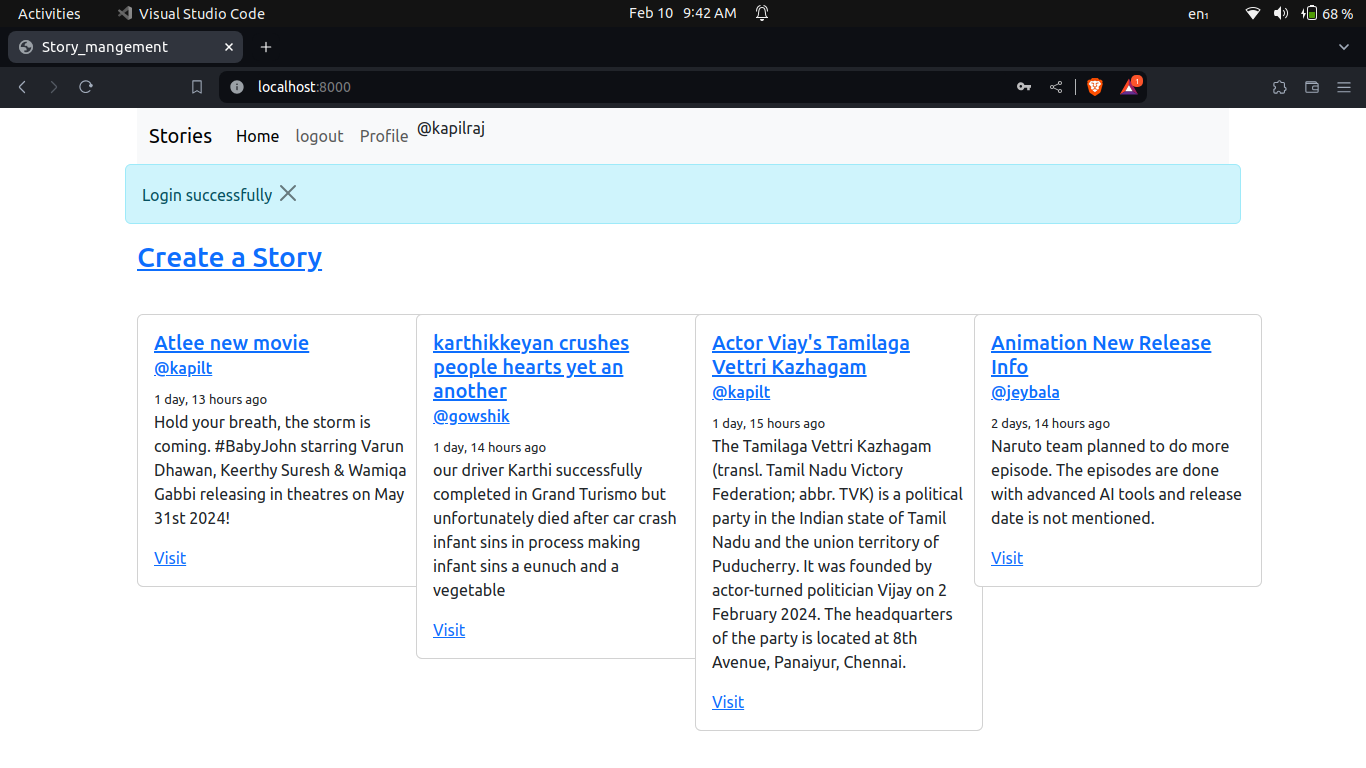 Activities Visual Studio Code Feb 10 9:42 AM en₁ 68 %
Story_mangement
localhost:8000 1
Stories Home logout Profile @kapilraj
Login successfully
Create a Story
Atlee new movie
@kapilt
1 day, 13 hours ago
Hold your breath, the storm is
coming. #BabyJohn starring Varun
Dhawan, Keerthy Suresh & Wamiqa
Gabbi releasing in theatres on May
31st 2024!
Visit
karthikkeyan crushes
people hearts yet an
another
@gowshik
1 day, 14 hours ago
our driver Karthi successfully
completed in Grand Turismo but
unfortunately died after car crash
infant sins in process making
infant sins a eunuch and a
vegetable
Visit
Actor Viay's Tamilaga
Vettri Kazhagam
@kapilt
1 day, 15 hours ago
The Tamilaga Vettri Kazhagam
(transl. Tamil Nadu Victory
Federation; abbr. TVK) is a political
party in the Indian state of Tamil
Nadu and the union territory of
Puducherry. It was founded by
actor-turned politician Vijay on 2
February 2024. The headquarters
of the party is located at 8th
Avenue, Panaiyur, Chennai.
Visit
Animation New Release
Info
@jeybala
2 days, 14 hours ago
Naruto team planned to do more
episode. The episodes are done
with advanced AI tools and release
date is not mentioned.
Visit